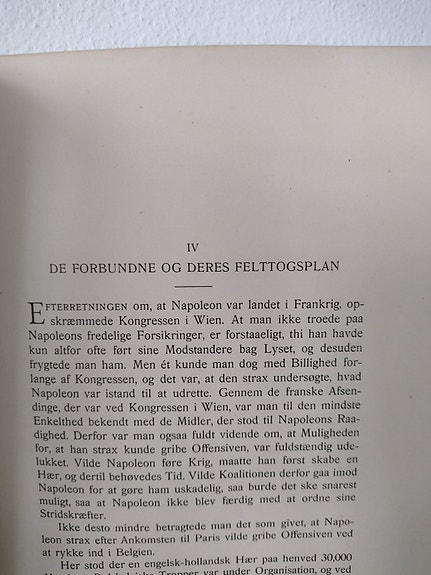 IV
DE FORBUNDNE OG DERES FELTTOGSPLAN
EFTERRETNINGEN om, at Napoleon var landet i Frankrig, op-
skræmmede Kongressen i Wien. At man ikke troede paa
Napoleons fredelige Forsikringer, er forstaaeligt, thi han havde
kun altfor ofte ført sine Modstandere bag Lyset, og desuden
frygtede man ham. Men ét kunde man dog med Billighed for-
lange af Kongressen, og det var, at den strax undersøgte, hvad
Napoleon var istand til at udrette. Gennem de franske Afsen-
dinge, der var ved Kongressen i Wien, var man til den mindste
Enkelthed bekendt med de Midler, der stod til Napoleons Raa-
dighed. Derfor var man ogsaa fuldt vidende om, at Muligheden
for, at han strax kunde gribe Offensiven, var fuldstændig ude-
lukket. Vilde Napoleon føre Krig, maatte han først skabe en
Hær, og dertil behøvedes Tid. Vilde Koalitionen derfor gaa imod
Napoleon for at gøre ham uskadelig, saa burde det ske snarest
muligt, saa at Napoleon ikke blev færdig med at ordne sine
Stridskræfter.
Ikke desto mindre betragtede man det som givet, at Napo-
leon strax efter Ankomsten til Paris vilde gribe Offensiven ved
at rykke ind i Belgien.
Her stod der en engelsk-hollandsk Hær paa henved 30,000
Tropper var under Organisation, og ved